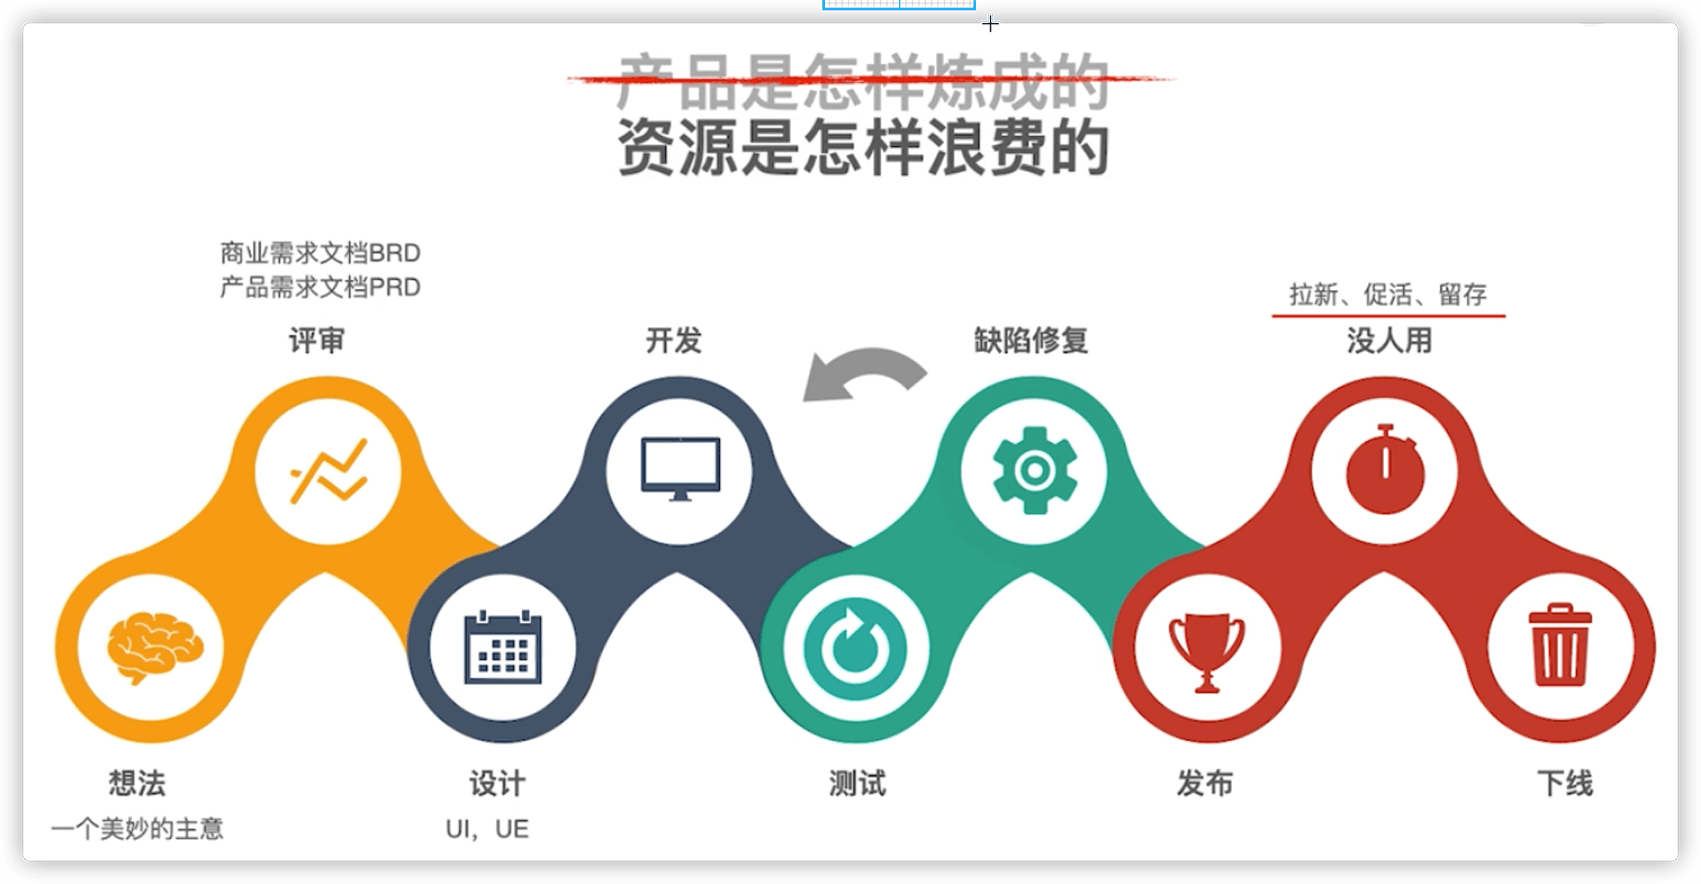 产品是怎样炼成的
资源是怎样浪费的
商业需求文档BRD
产品需求文档PRD
拉新、促活、留存
评审
开发
缺陷修复
没人用
想法
设计
测试
发布
下线
一个美妙的主意
UI，UE